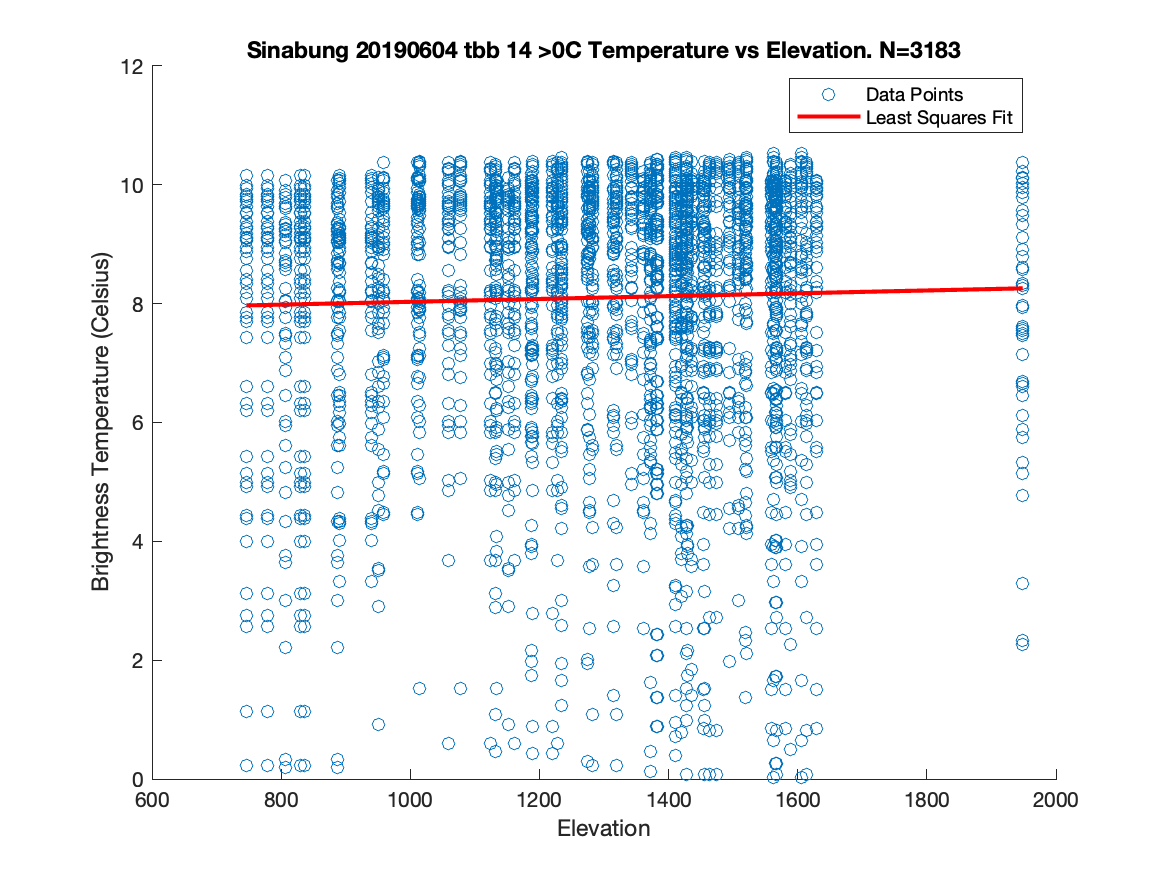 Sinabung 20190604 tbb 14 >0C Temperature vs Elevation. N=3183
Data Points
Least Squares Fit
12
10
8
6
4
2
0
Brightness Temperature (Celsius)
600 800 1000 1200 1400 1600 1800 2000
Elevation